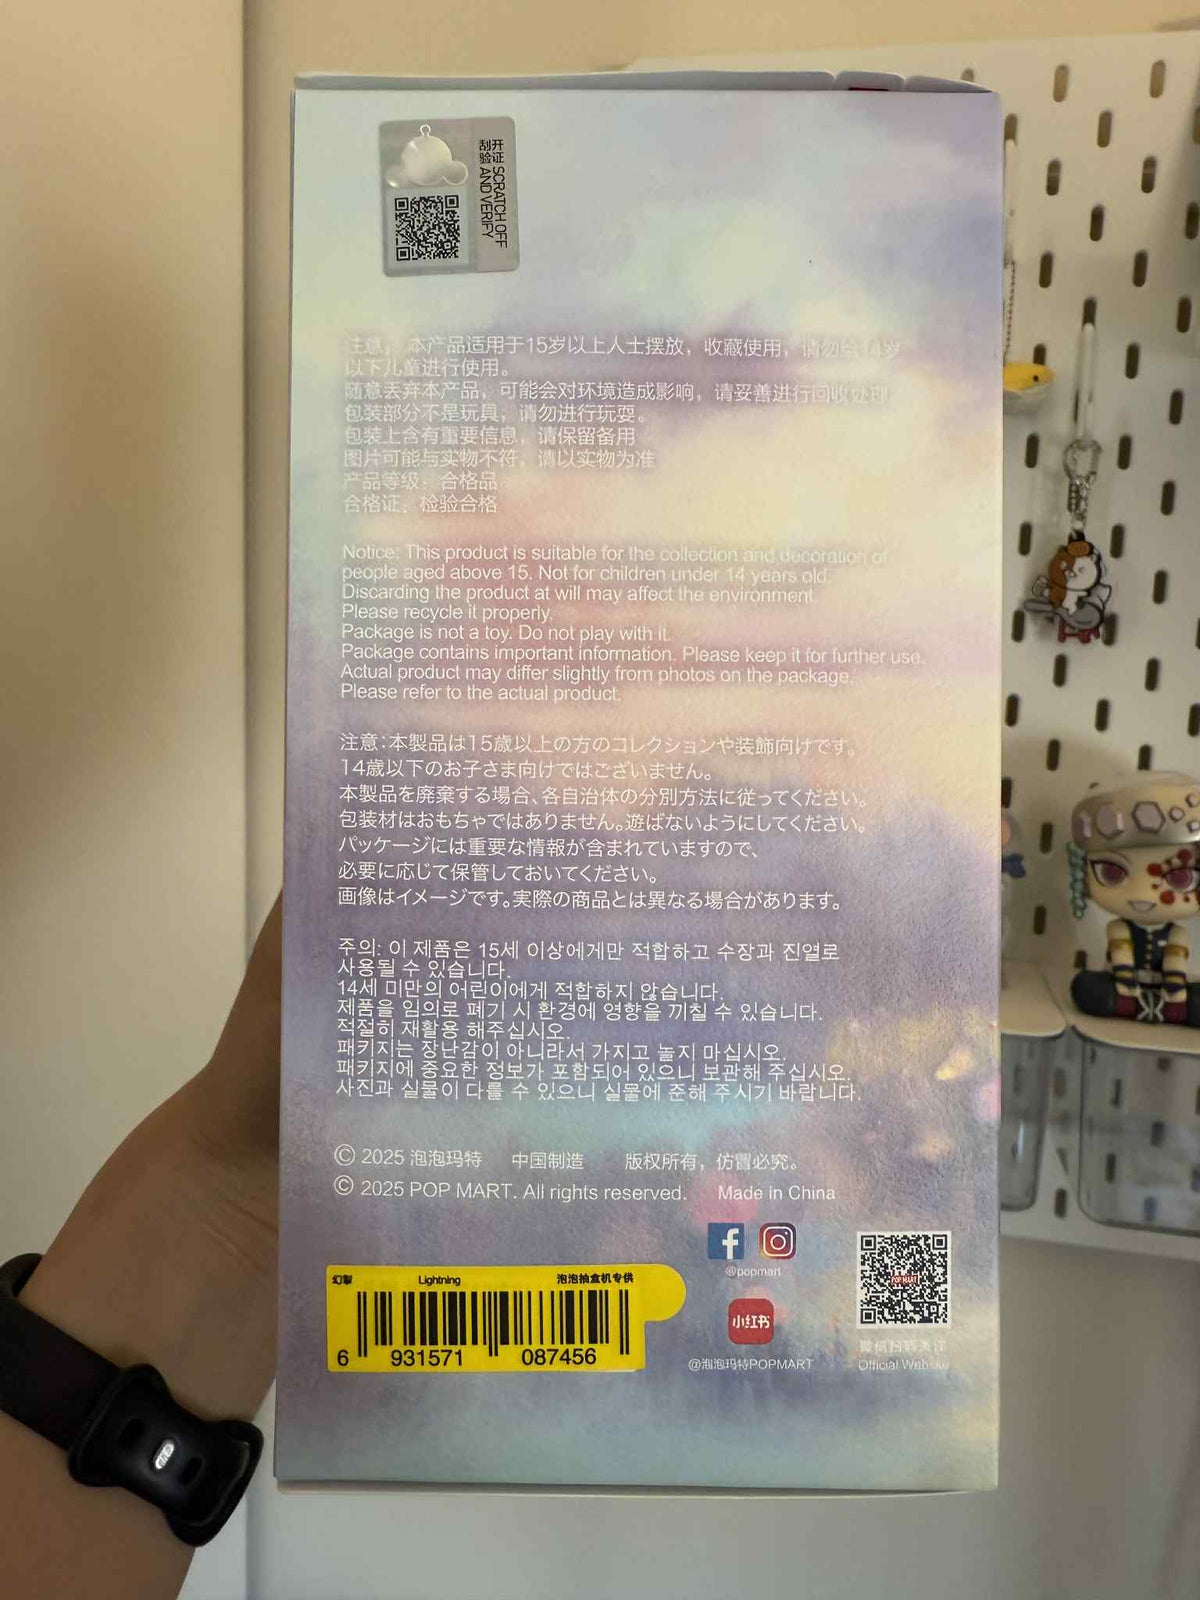 开证 SCRATCH OFF
刮验 AND VERIFY
注意：本产品适用于15岁以上人士摆放，收藏使用，请勿给14岁
以下儿童进行使用。
随意丢弃本产品，可能会对环境造成影响，请妥善进行回收处理
包装部分不是玩具，请勿进行玩耍。
包装上含有重要信息，请保留备用
图片可能与实物不符，请以实物为准
产品等级：合格品
合格证：检验合格
Notice: This product is suitable for the collection and decoration of
people aged above 15. Not for children under 14 years old.
Discarding the product at will may affect the environment.
Please recycle it properly.
Package is not a toy. Do not play with it.
Package contains important information. Please keep it for further use.
Actual product may differ slightly from photos on the package.
Please refer to the actual product.
注意：本製品は15歳以上の方のコレクションや装飾向けです。
14歳以下のお子さま向けではございません。
本製品を廃棄する場合、各自治体の分別方法に従ってください。
包装材はおもちゃではありません。遊ばないようにしてください。
パッケージには重要な情報が含まれていますので、
必要に応じて保管しておいてください。
画像はイメージです。実際の商品とは異なる場合があります。
주의: 이 제품은 15세 이상에게만 적합하고 수장과 진열로
사용될 수 있습니다.
14세 미만의 어린이에게 적합하지 않습니다.
제품을 임의로 폐기 시 환경에 영향을 끼칠 수 있습니다.
적절히 재활용 해주십시오.
패키지는 장난감이 아니라서 가지고 놀지 마십시오.
패키지에 중요한 정보가 포함되어 있으니 보관해 주십시오.
사진과 실물이 다를 수 있으니 실물에 준해 주시기 바랍니다.
© 2025 泡泡玛特 中国制造 版权所有，仿冒必究。
© 2025 POP MART. All rights reserved. Made in China
@popmart
POP MART
小红书
@泡泡玛特POPMART
微信扫码关注
Official Website
Lightning 泡泡抽盒机专供
6 931571 087456